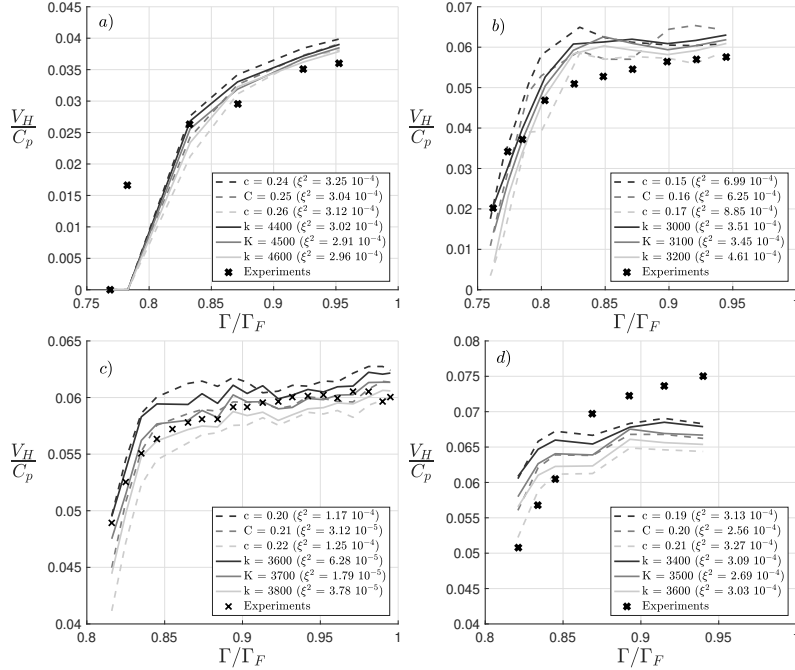 a)
0.045
0.04
0.035
0.03
0.025
0.02
0.015
0.01
0.005
0
V_H
C_p
0.75 0.8 0.85 0.9 0.95 1
Γ/Γ_F
c = 0.24 (ξ² = 3.25 10⁻⁴)
C = 0.25 (ξ² = 3.04 10⁻⁴)
c = 0.26 (ξ² = 3.12 10⁻⁴)
k = 4400 (ξ² = 3.02 10⁻⁴)
K = 4500 (ξ² = 2.91 10⁻⁴)
k = 4600 (ξ² = 2.96 10⁻⁴)
Experiments
b)
0.07
0.06
0.05
0.04
0.03
0.02
0.01
0
V_H
C_p
0.75 0.8 0.85 0.9 0.95 1
Γ/Γ_F
c = 0.15 (ξ² = 6.99 10⁻⁴)
C = 0.16 (ξ² = 6.25 10⁻⁴)
c = 0.17 (ξ² = 8.85 10⁻⁴)
k = 3000 (ξ² = 3.51 10⁻⁴)
K = 3100 (ξ² = 3.45 10⁻⁴)
k = 3200 (ξ² = 4.61 10⁻⁴)
Experiments
c)
0.065
0.06
0.055
0.05
0.045
0.04
V_H
C_p
0.8 0.85 0.9 0.95 1
Γ/Γ_F
c = 0.20 (ξ² = 1.17 10⁻⁴)
C = 0.21 (ξ² = 3.12 10⁻⁵)
c = 0.22 (ξ² = 1.25 10⁻⁴)
k = 3600 (ξ² = 6.28 10⁻⁵)
K = 3700 (ξ² = 1.79 10⁻⁵)
k = 3800 (ξ² = 3.78 10⁻⁵)
Experiments
d)
0.08
0.075
0.07
0.065
0.06
0.055
0.05
0.045
0.04
V_H
C_p
0.8 0.85 0.9 0.95 1
Γ/Γ_F
c = 0.19 (ξ² = 3.13 10⁻⁴)
C = 0.20 (ξ² = 2.56 10⁻⁴)
c = 0.21 (ξ² = 3.27 10⁻⁴)
k = 3400 (ξ² = 3.09 10⁻⁴)
K = 3500 (ξ² = 2.69 10⁻⁴)
k = 3600 (ξ² = 3.03 10⁻⁴)
Experiments